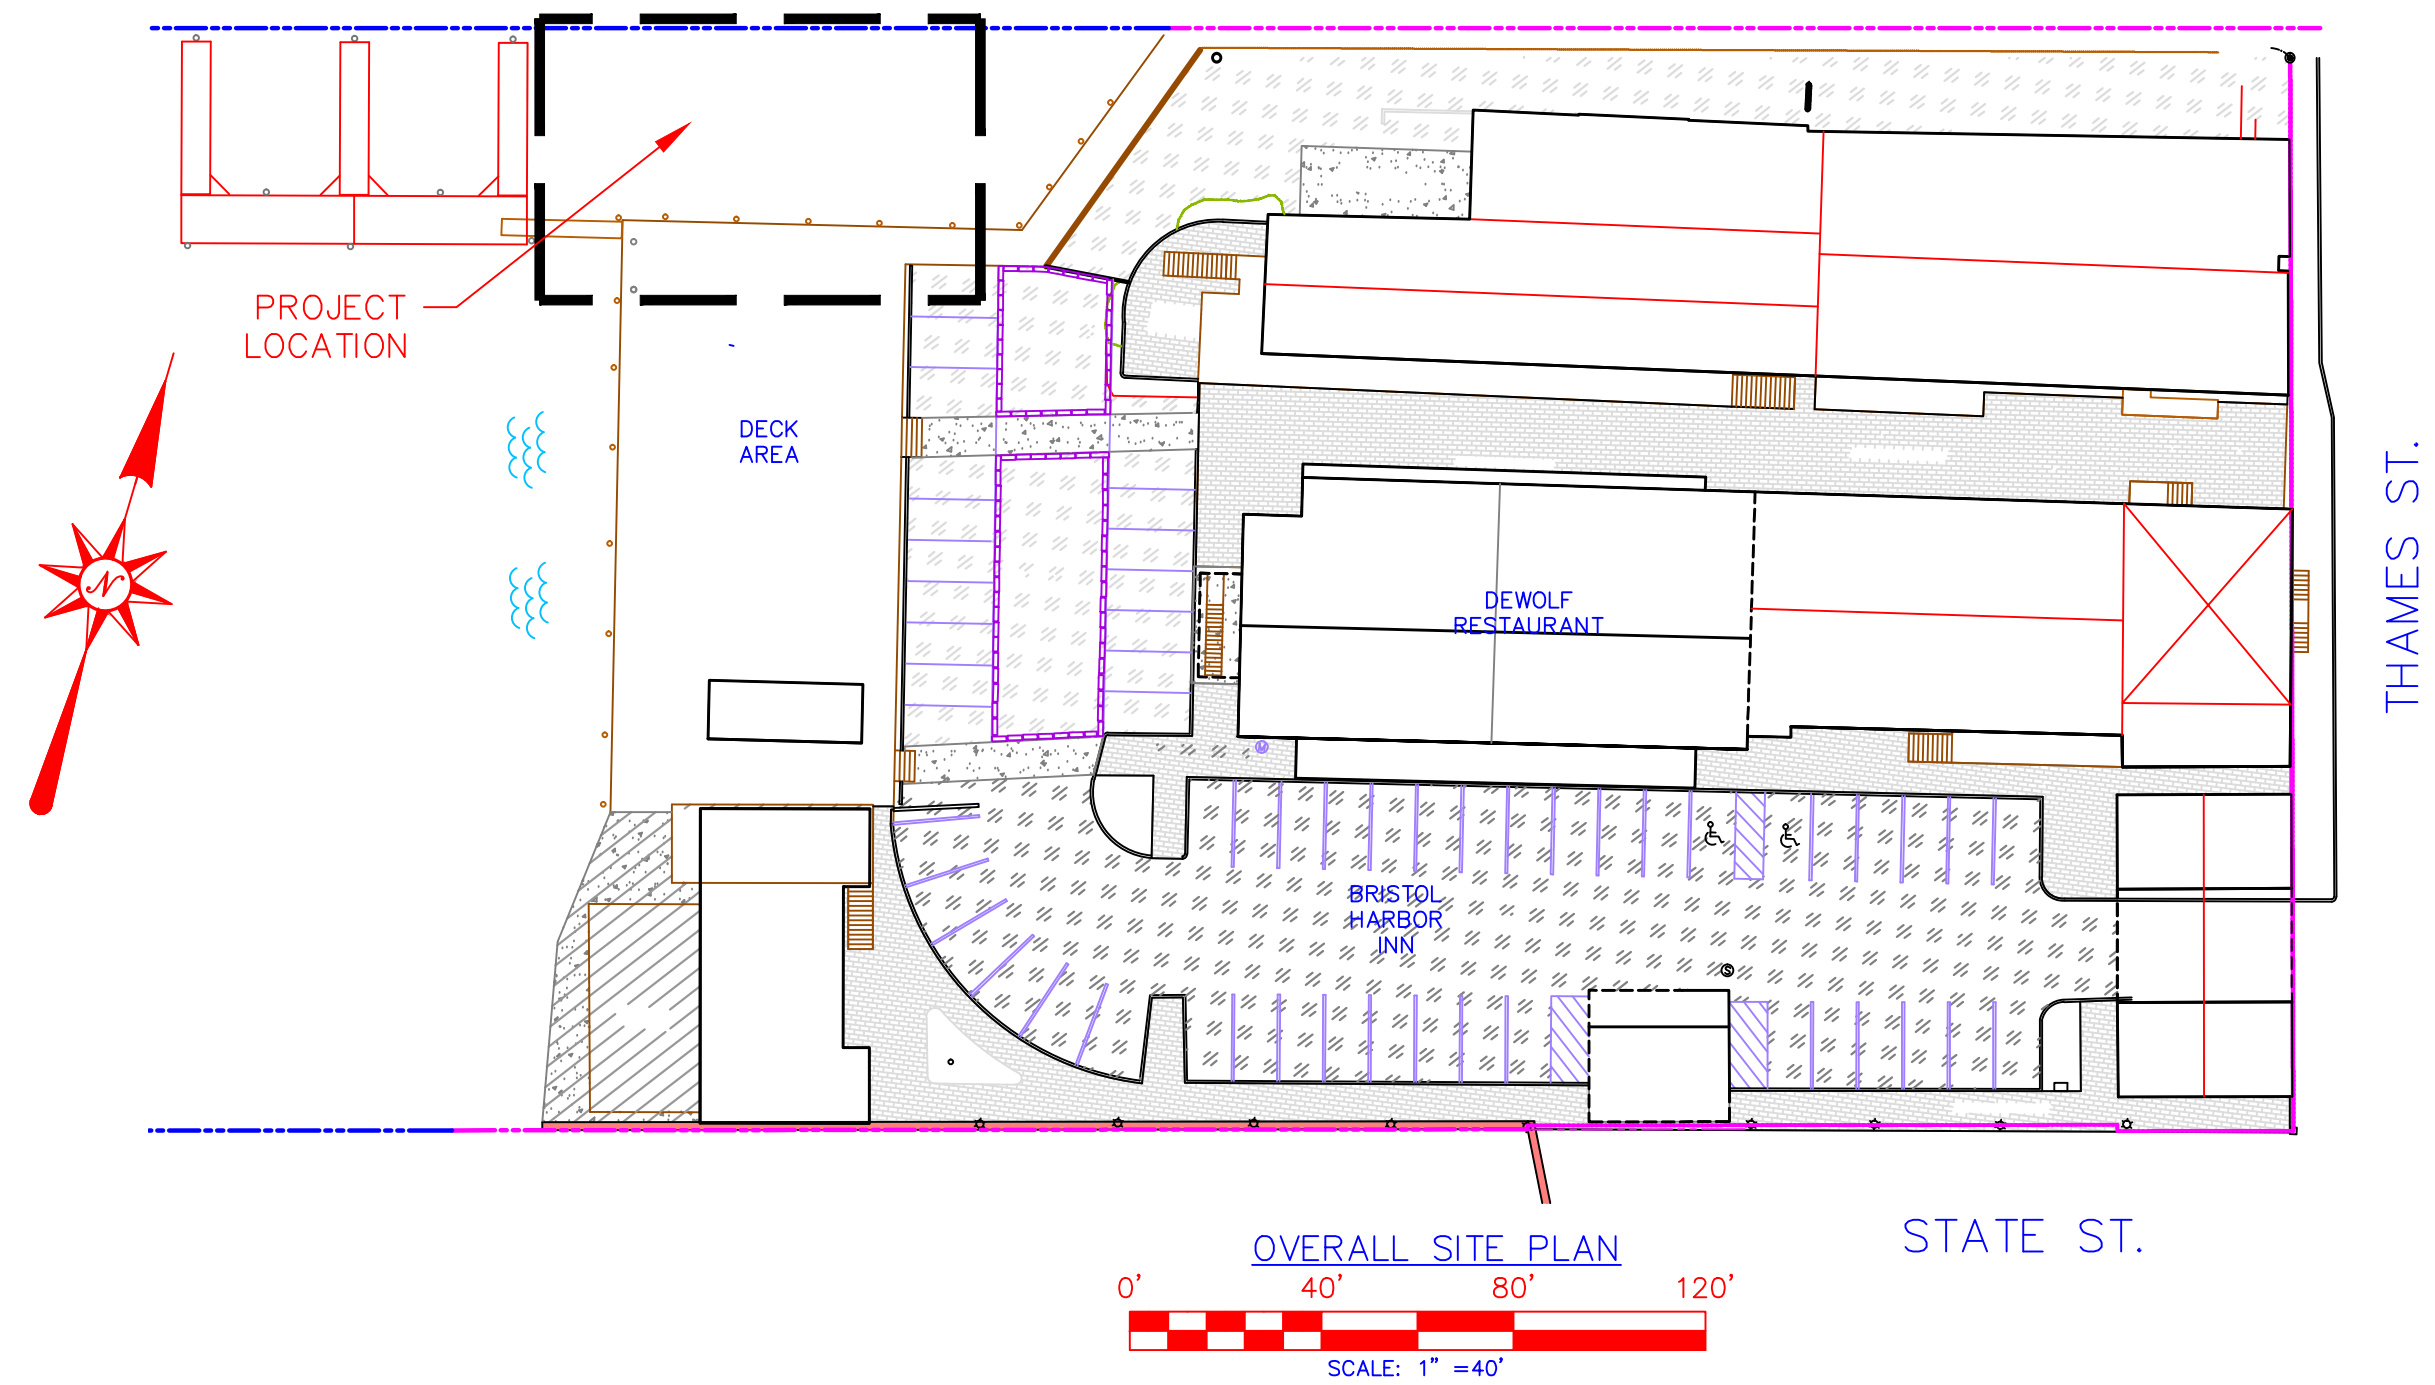 PROJECT
LOCATION
DECK
AREA
N
DEWOLF
RESTAURANT
THAMES ST.
M
BRISTOL
HARBOR
INN
S
STATE ST.
OVERALL SITE PLAN
0' 40' 80' 120'
SCALE: 1" =40'